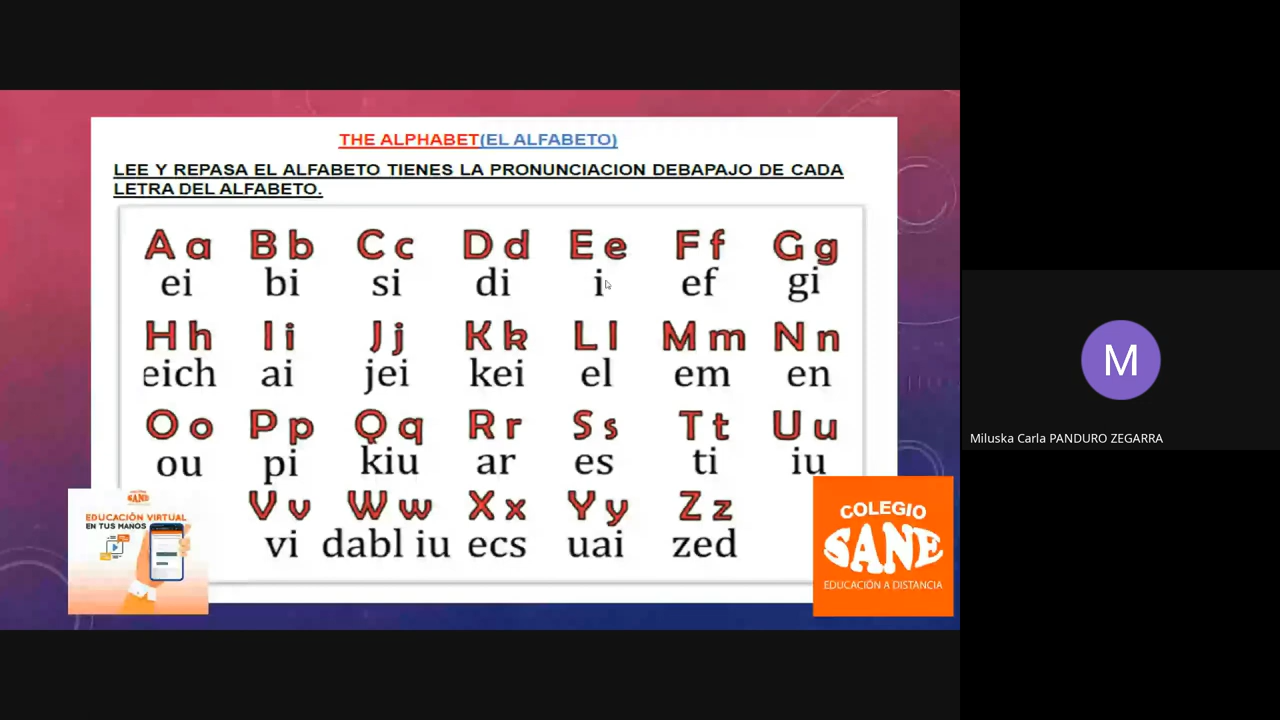 THE ALPHABET(EL ALFABETO)
LEE Y REPASA EL ALFABETO TIENES LA PRONUNCIACION DEBAPAJO DE CADA
LETRA DEL ALFABETO.
A a B b C c D d E e F f G g
ei bi si di i ef gi
H h I i J j K k L l M m N n
eich ai jei kei el em en
O o P p Q q R r S s T t U u
ou pi kiu ar es ti iu
V v W w X x Y y Z z
vi dabl iu ecs uai zed
SANE
EDUCACIÓN VIRTUAL
EN TUS MANOS
COLEGIO
SANE
EDUCACIÓN A DISTANCIA
M
Miluska Carla PANDURO ZEGARRA